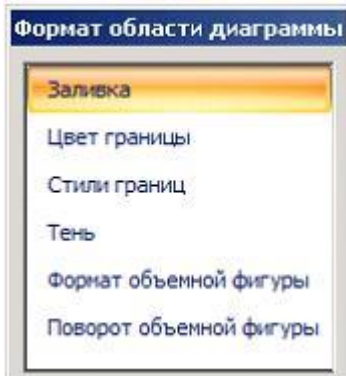 Формат области диаграммы
Заливка
Цвет границы
Стили границ
Тень
Формат объемной фигуры
Поворот объемной фигуры